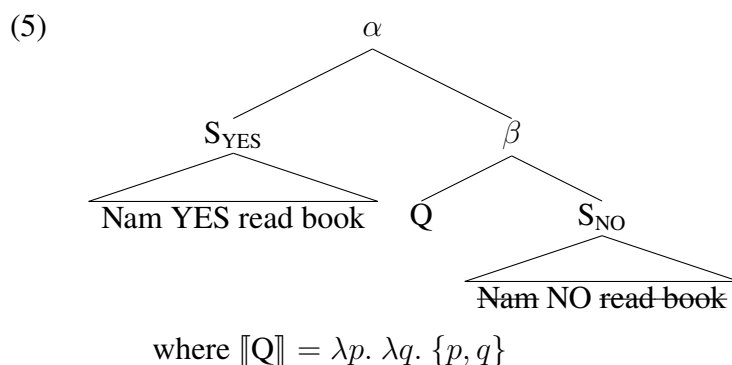 (5)
α
S_YES β
Nam YES read book Q S_NO
Nam NO read book
where ⟦Q⟧ = λp. λq. {p, q}